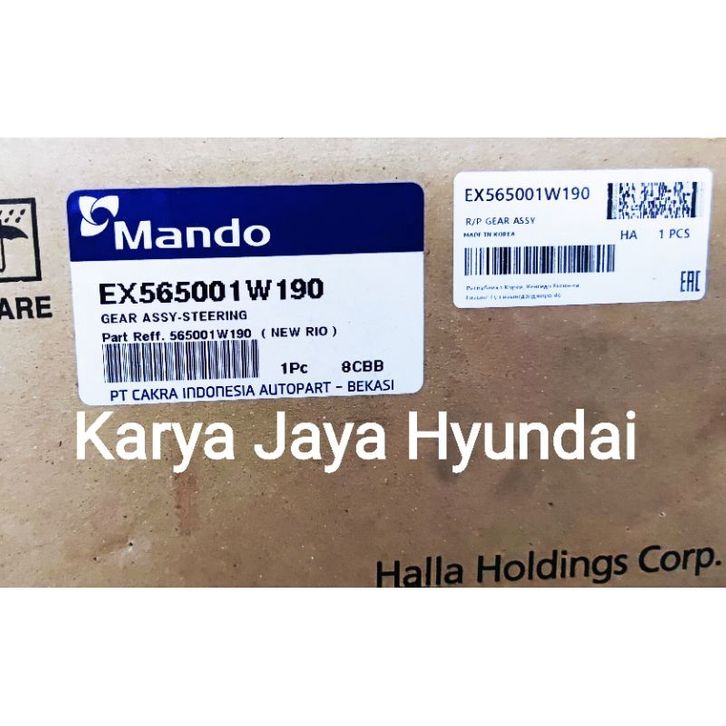 ARE
Mando
EX565001W190
GEAR ASSY-STEERING
Part Reff. 565001W190 ( NEW RIO )
1Pc 8CBB
PT CAKRA INDONESIA AUTOPART - BEKASI
EX565001W190
R/P GEAR ASSY
MADE IN KOREA
HA 1 PCS
EAC
Karya Jaya Hyundai
Halla Holdings Corp.